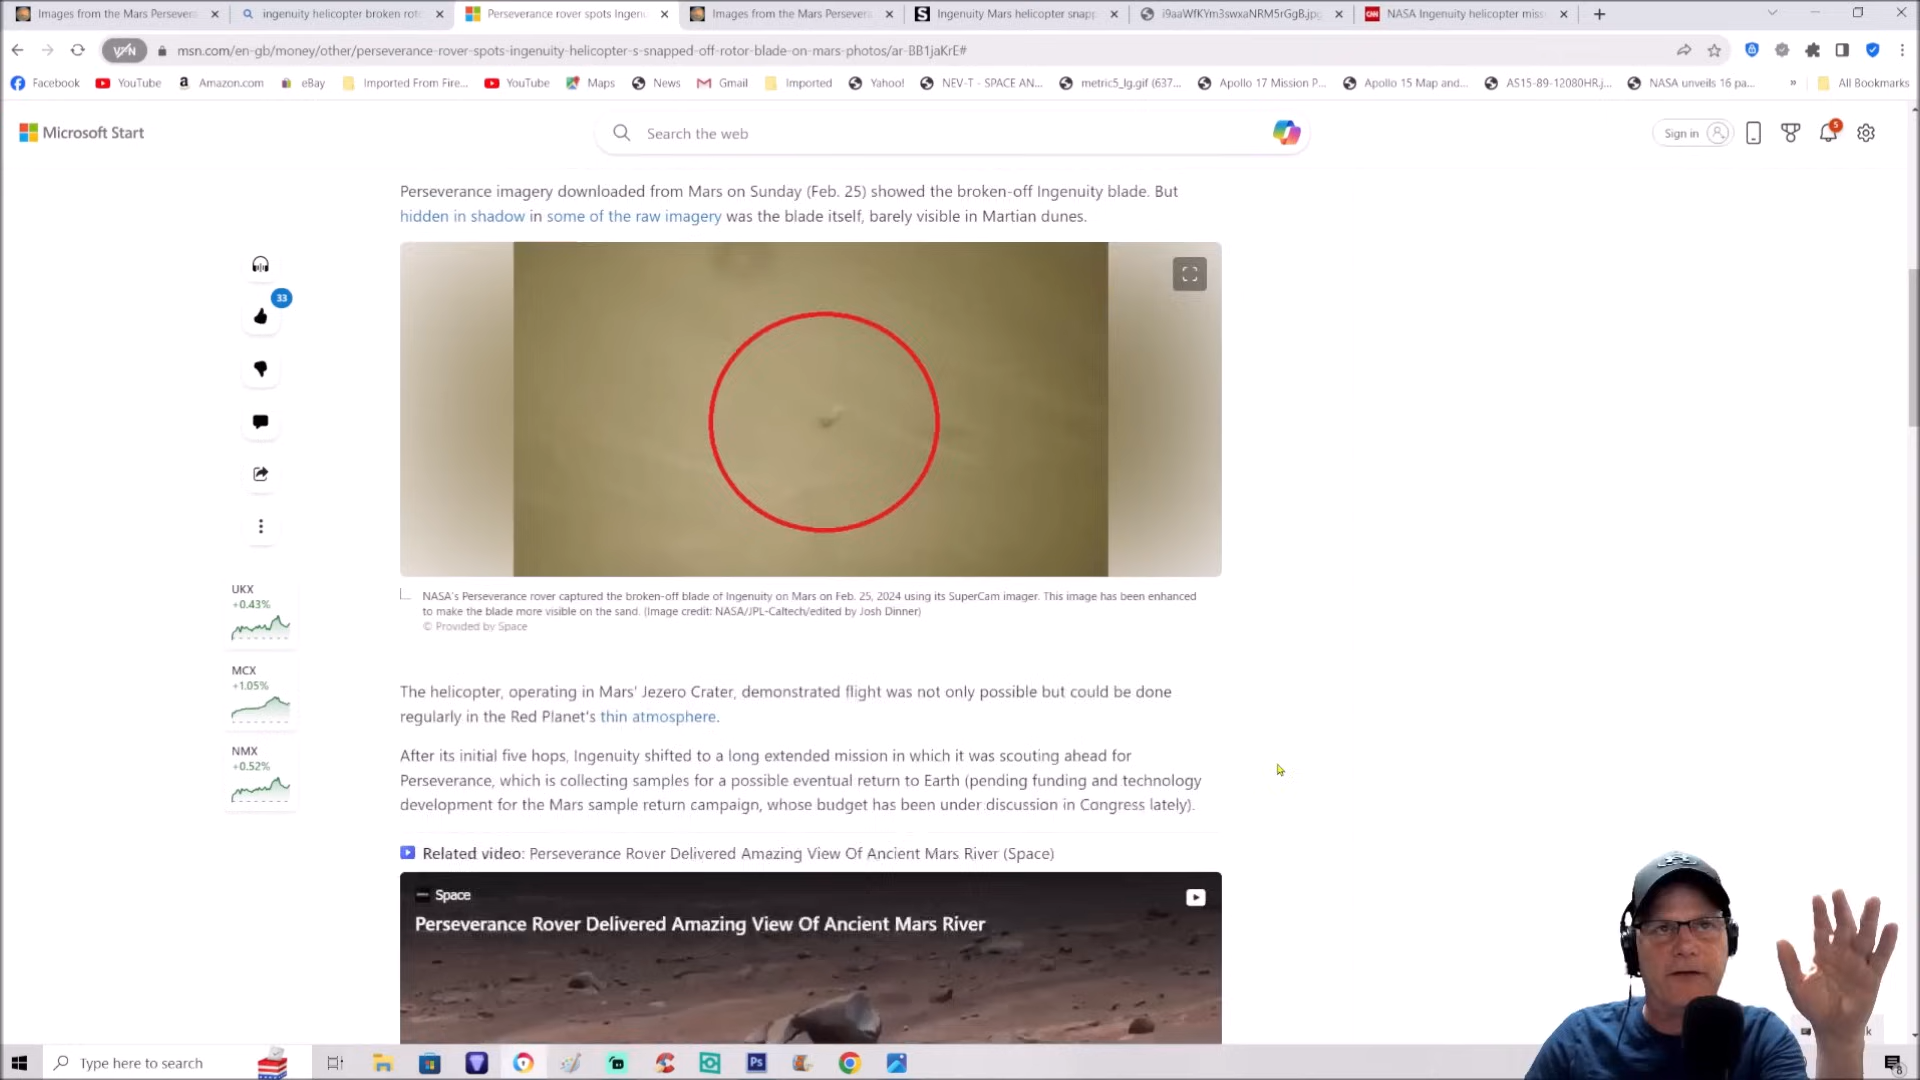 Images from the Mars Persever
ingenuity helicopter broken rot
Perseverance rover spots Ingen
Images from the Mars Persever
Ingenuity Mars helicopter snapp
i9aaWfKYm3swxaNRM5rGgB.jpg
NASA Ingenuity helicopter miss
VPN
msn.com/en-gb/money/other/perseverance-rover-spots-ingenuity-helicopter-s-snapped-off-rotor-blade-on-mars-photos/ar-BB1jaKrE#
Facebook
YouTube
Amazon.com
eBay
Imported From Fire...
YouTube
Maps
News
Gmail
Imported
Yahoo!
NEV-T - SPACE AN...
metric5_lg.gif (637...
Apollo 17 Mission P...
Apollo 15 Map and...
AS15-89-12080HR.j...
NASA unveils 16 pa...
»
All Bookmarks
Microsoft Start
Search the web
Sign in
5
Perseverance imagery downloaded from Mars on Sunday (Feb. 25) showed the broken-off Ingenuity blade. But
hidden in shadow in some of the raw imagery was the blade itself, barely visible in Martian dunes.
33
NASA's Perseverance rover captured the broken-off blade of Ingenuity on Mars on Feb. 25, 2024 using its SuperCam imager. This image has been enhanced
to make the blade more visible on the sand. (Image credit: NASA/JPL-Caltech/edited by Josh Dinner)
© Provided by Space
UKX
+0.43%
MCX
+1.05%
NMX
+0.52%
The helicopter, operating in Mars' Jezero Crater, demonstrated flight was not only possible but could be done
regularly in the Red Planet's thin atmosphere.
After its initial five hops, Ingenuity shifted to a long extended mission in which it was scouting ahead for
Perseverance, which is collecting samples for a possible eventual return to Earth (pending funding and technology
development for the Mars sample return campaign, whose budget has been under discussion in Congress lately).
Related video: Perseverance Rover Delivered Amazing View Of Ancient Mars River (Space)
Space
Perseverance Rover Delivered Amazing View Of Ancient Mars River
Type here to search
Ps
8